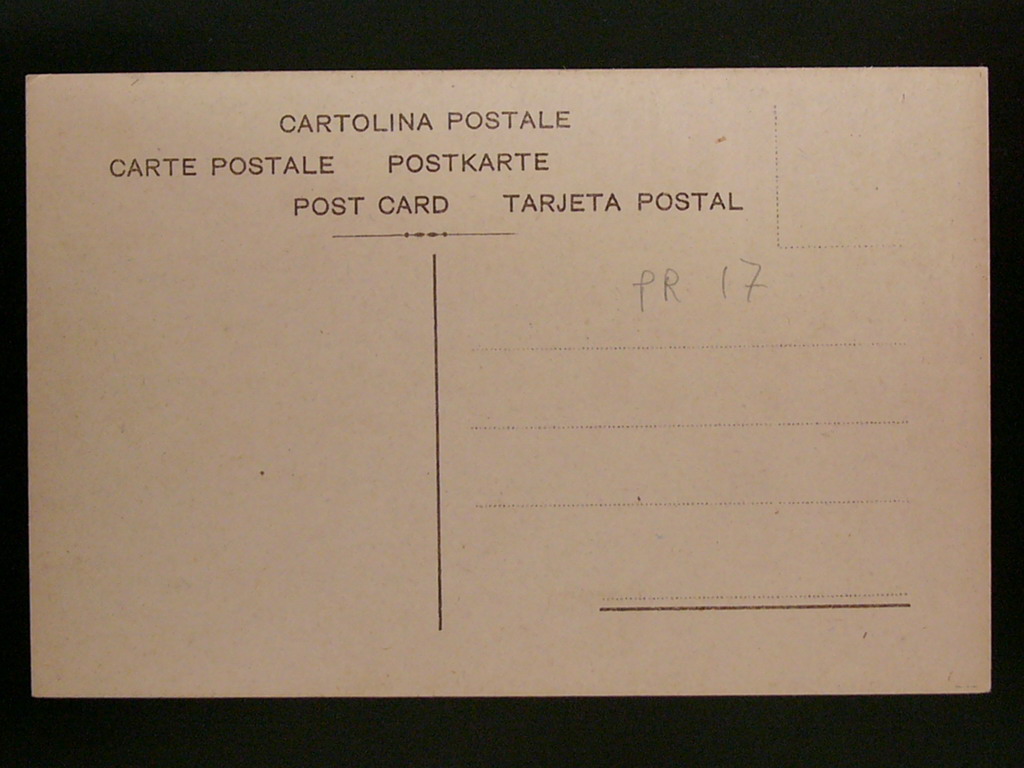 CARTOLINA POSTALE
CARTE POSTALE POSTKARTE
POST CARD TARJETA POSTAL
PR 17